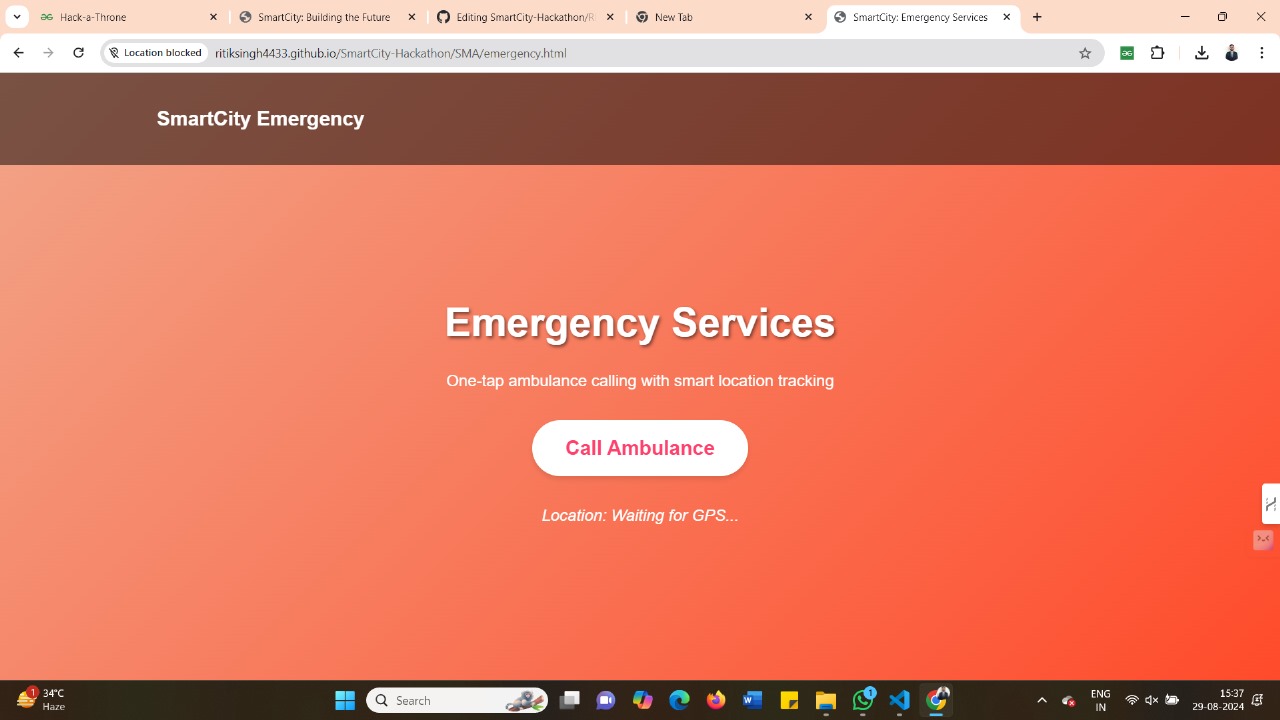 Hack-a-Throne
SmartCity: Building the Future
Editing SmartCity-Hackathon/R
New Tab
SmartCity: Emergency Services
Location blocked
ritiksingh4433.github.io/SmartCity-Hackathon/SMA/emergency.html
SmartCity Emergency
Emergency Services
One-tap ambulance calling with smart location tracking
Call Ambulance
Location: Waiting for GPS...
1
34°C
Haze
Search
1
ENG
IN
15:37
29-08-2024